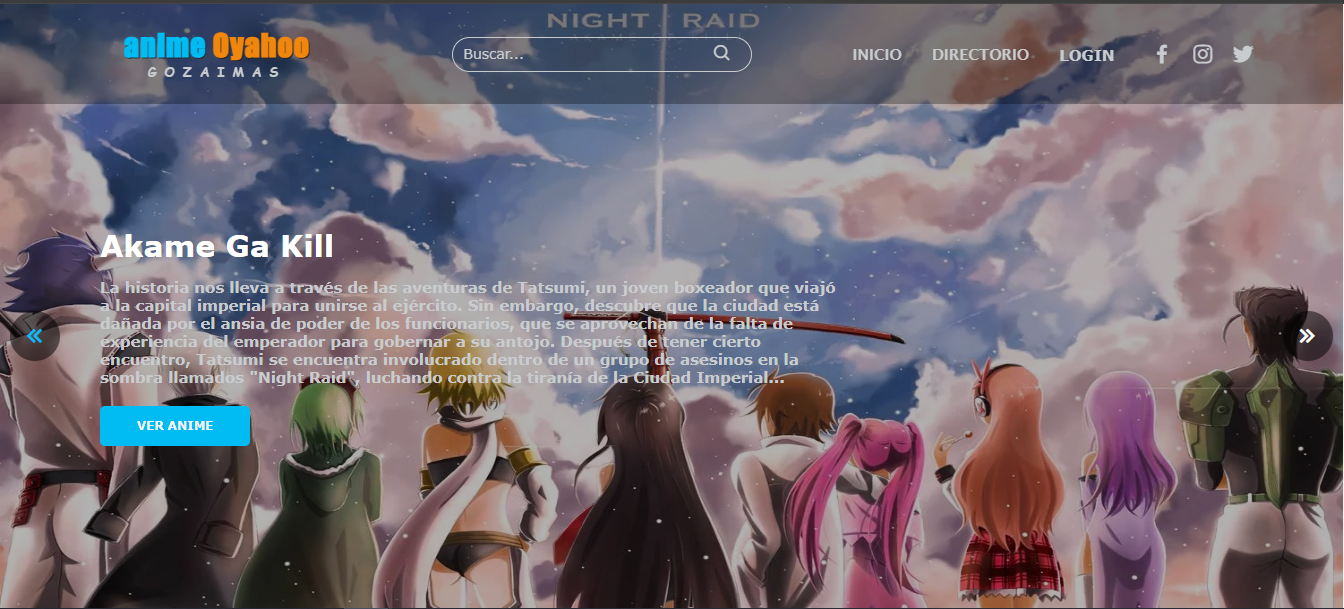 NIGHT RAID
anime Oyahoo
GOZAIMAS
Buscar...
INICIO
DIRECTORIO
LOGIN
Akame Ga Kill
La historia nos lleva a través de las aventuras de Tatsumi, un joven boxeador que viajó
a la capital imperial para unirse al ejército. Sin embargo, descubre que la ciudad está
dañada por el ansia de poder de los funcionarios, que se aprovechan de la falta de
experiencia del emperador para gobernar a su antojo. Después de tener cierto
encuentro, Tatsumi se encuentra involucrado dentro de un grupo de asesinos en la
sombra llamados "Night Raid", luchando contra la tiranía de la Ciudad Imperial...
VER ANIME